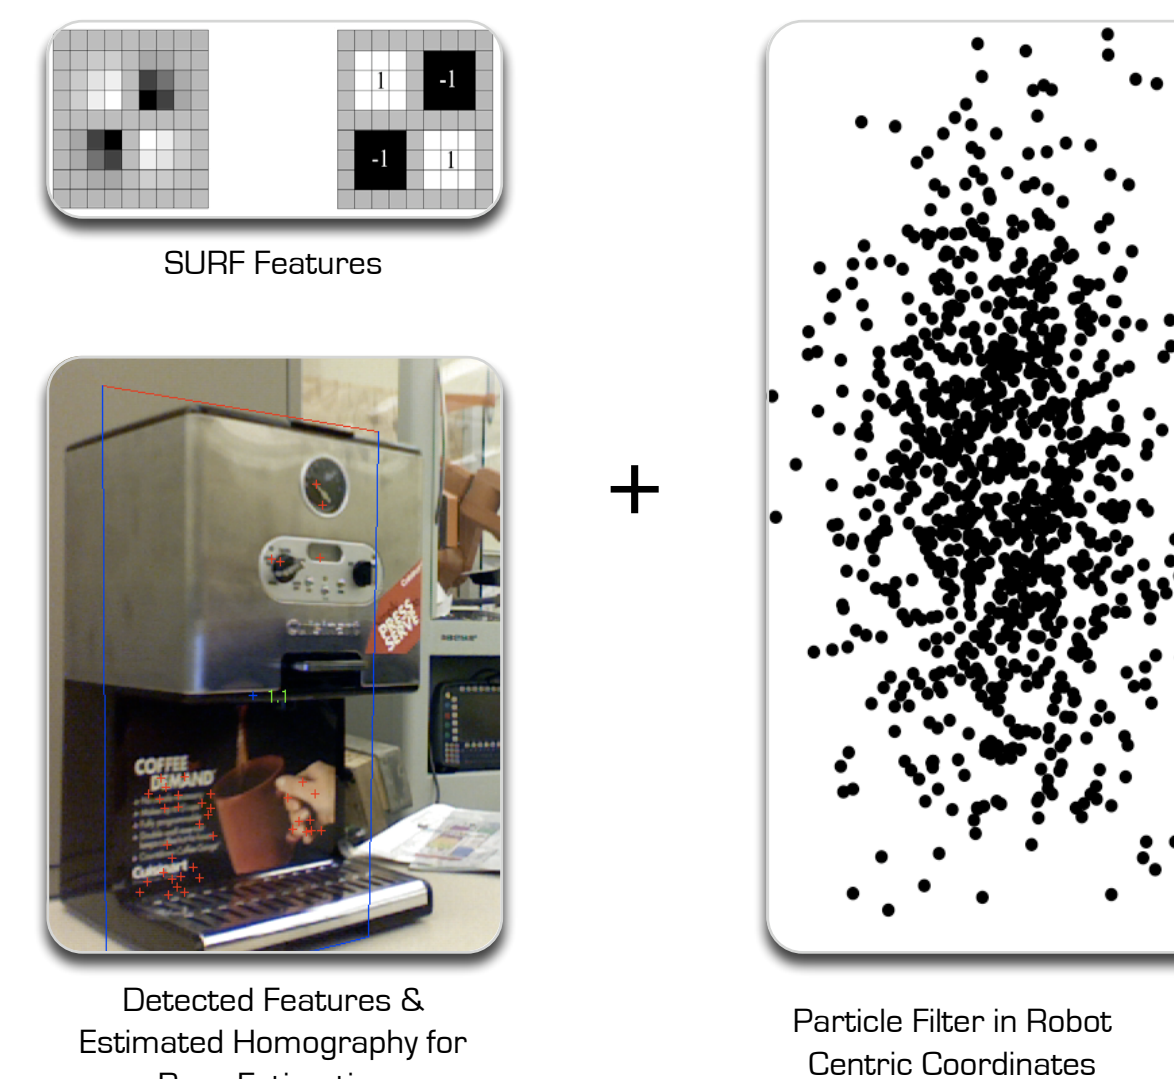 1
-1
-1
1
SURF Features
PRESS
SERVE
1,1
COFFEE
DEMAND
Cuisinart
+
Detected Features &
Estimated Homography for
Particle Filter in Robot
Centric Coordinates